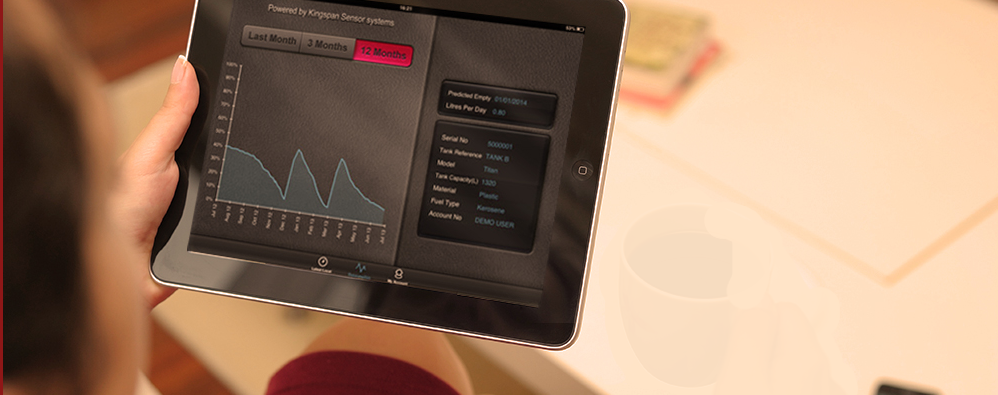 16:21
Powered by Kingspan Sensor systems
Last Month 3 Months 12 Months
100%
90%
80%
70%
60%
50%
40%
30%
20%
10%
0%
Jul 12 Aug 12 Sep 12 Oct 12 Nov 12 Dec 12 Jan 13 Feb 13 Mar 13 Apr 13 May 13 Jun 13 Jul 13
Predicted Empty 01/01/2014
Litres Per Day 0.80
Serial No 5000001
Tank Reference TANK B
Model Titan
Tank Capacity(L) 1320
Material Plastic
Fuel Type Kerosene
Account No DEMO USER
My Account